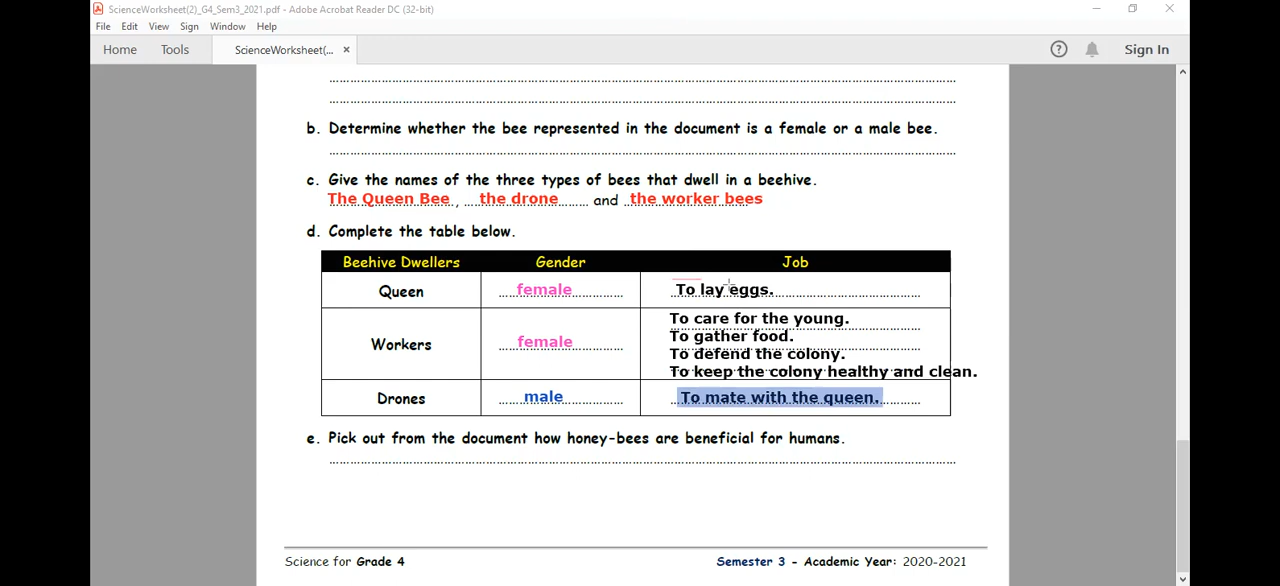 ScienceWorksheet(2)_G4_Sem3_2021.pdf - Adobe Acrobat Reader DC (32-bit)
File Edit View Sign Window Help
Home Tools ScienceWorksheet(... × Sign In
b. Determine whether the bee represented in the document is a female or a male bee.
c. Give the names of the three types of bees that dwell in a beehive.
The Queen Bee, the drone and the worker bees
d. Complete the table below.
Beehive Dwellers Gender Job
Queen female To lay eggs.
To care for the young.
To gather food.
Workers female
To defend the colony.
To keep the colony healthy and clean.
Drones male To mate with the queen.
e. Pick out from the document how honey-bees are beneficial for humans.
Science for Grade 4 Semester 3 - Academic Year: 2020-2021